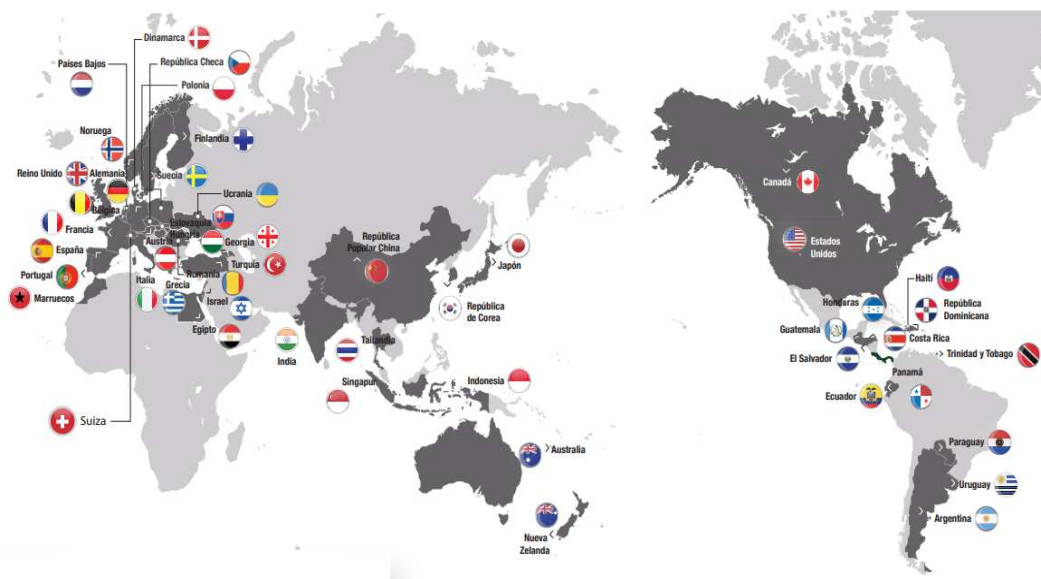 Dinamarca
Países Bajos
República Checa
Polonia
Noruega
Finlandia
Reino Unido
Alemania
Suecia
Ucrania
Bélgica
Eslovaquia
Francia
Hungría
Georgia
España
Austria
Turquía
Portugal
Rumanía
Italia
Grecia
Marruecos
Israel
Egipto
India
República
Popular China
Japón
República
de Corea
Tailandia
Singapur
Indonesia
Suiza
Australia
Nueva
Zelanda
Canadá
Estados
Unidos
Haití
Honduras
República
Dominicana
Guatemala
Costa Rica
El Salvador
Trinidad y Tobago
Panamá
Ecuador
Paraguay
Uruguay
Argentina